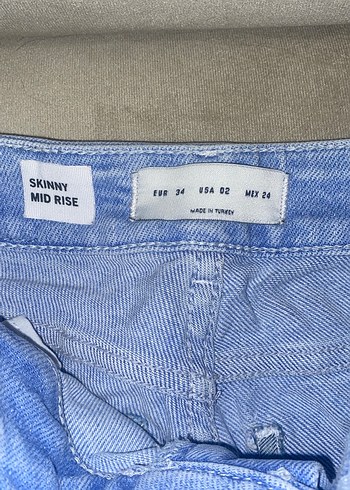 SKINNY
MID RISE
EUR 34 USA 02 MEX 24
MADE IN TURKEY